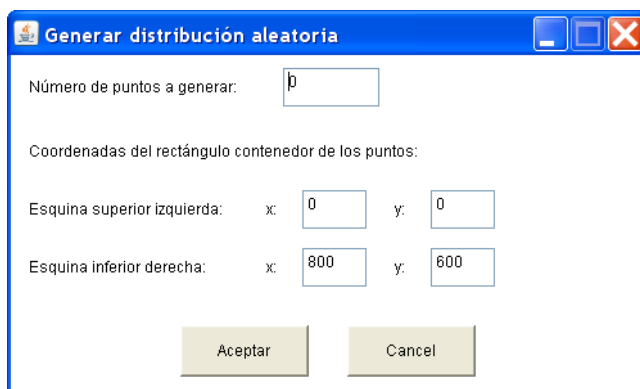 Generar distribución aleatoria
Número de puntos a generar: 0
Coordenadas del rectángulo contenedor de los puntos:
Esquina superior izquierda: x: 0 y: 0
Esquina inferior derecha: x: 800 y: 600
Aceptar Cancel